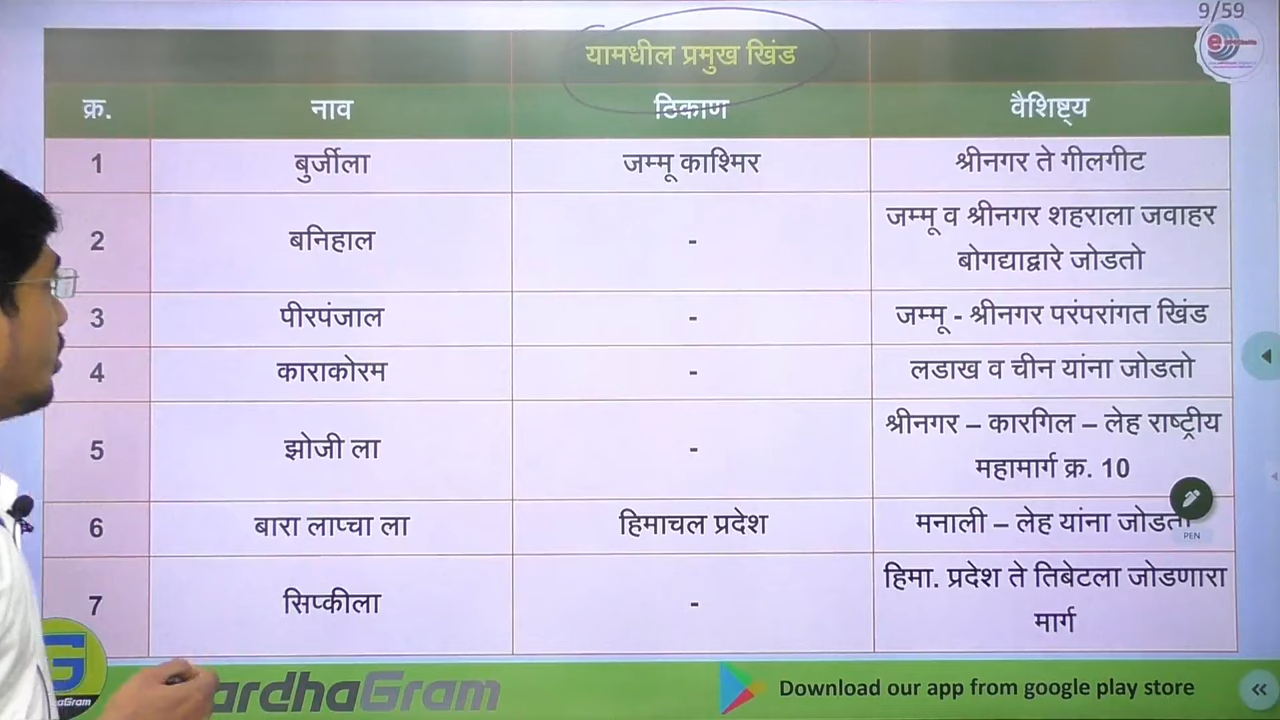 9/59
यामधील प्रमुख खिंड
क्र. नाव ठिकाण वैशिष्ट्य
1 बुर्जीला जम्मू काश्मिर श्रीनगर ते गीलगीट
2 बनिहाल - जम्मू व श्रीनगर शहराला जवाहर
बोगद्याद्वारे जोडतो
3 पीरपंजाल - जम्मू - श्रीनगर परंपरांगत खिंड
4 काराकोरम - लडाख व चीन यांना जोडतो
5 झोजी ला - श्रीनगर – कारगिल – लेह राष्ट्रीय
महामार्ग क्र. 10
6 बारा लाप्चा ला हिमाचल प्रदेश मनाली – लेह यांना जोडतो
PEN
7 सिप्कीला - हिमा. प्रदेश ते तिबेटला जोडणारा
मार्ग
ardhaGram
Download our app from google play store